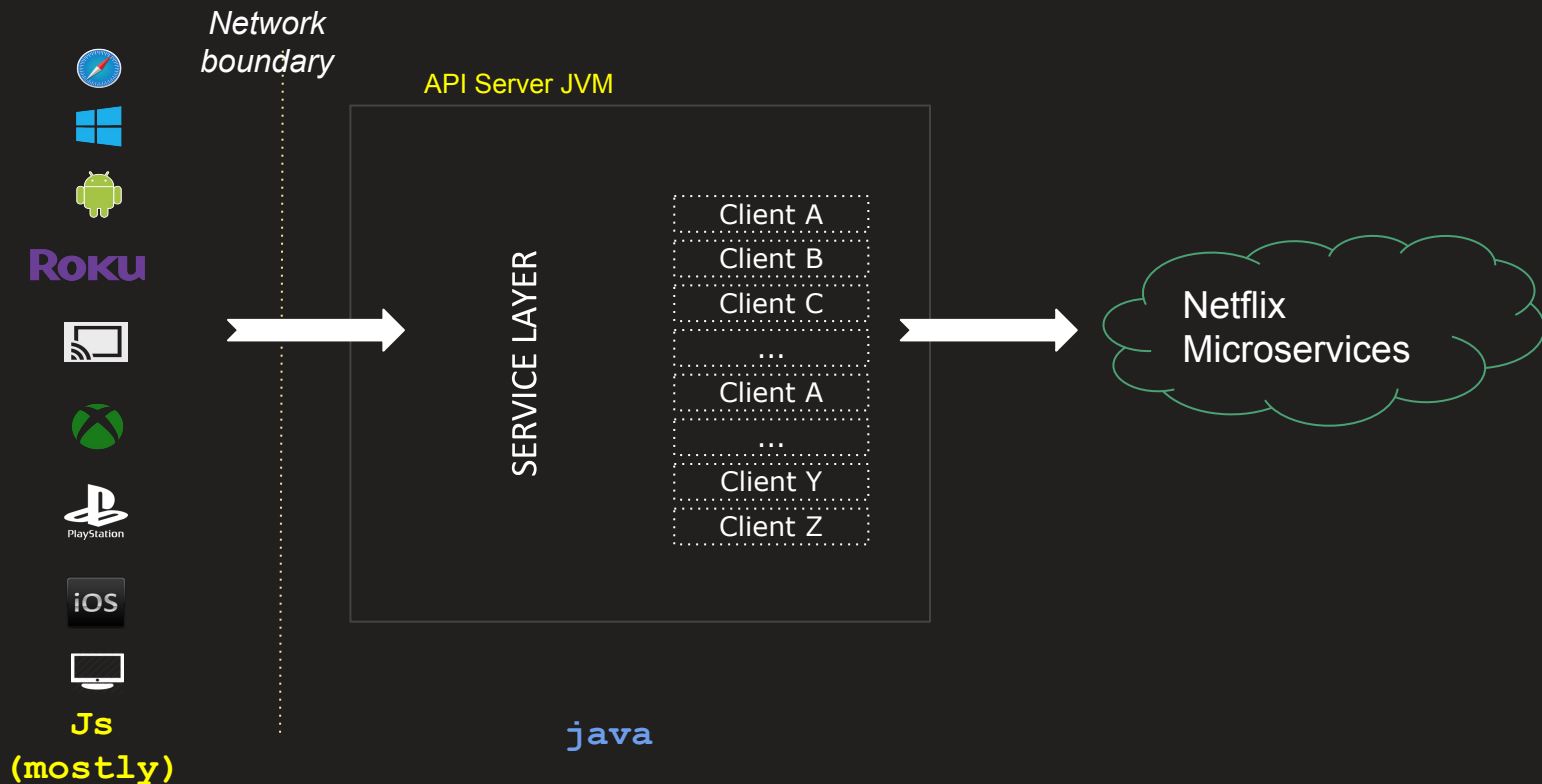 Network
boundary
API Server JVM
ROKU
PlayStation
iOS
Js
(mostly)
SERVICE LAYER
Client A
Client B
Client C
...
Client A
...
Client Y
Client Z
java
Netflix
Microservices